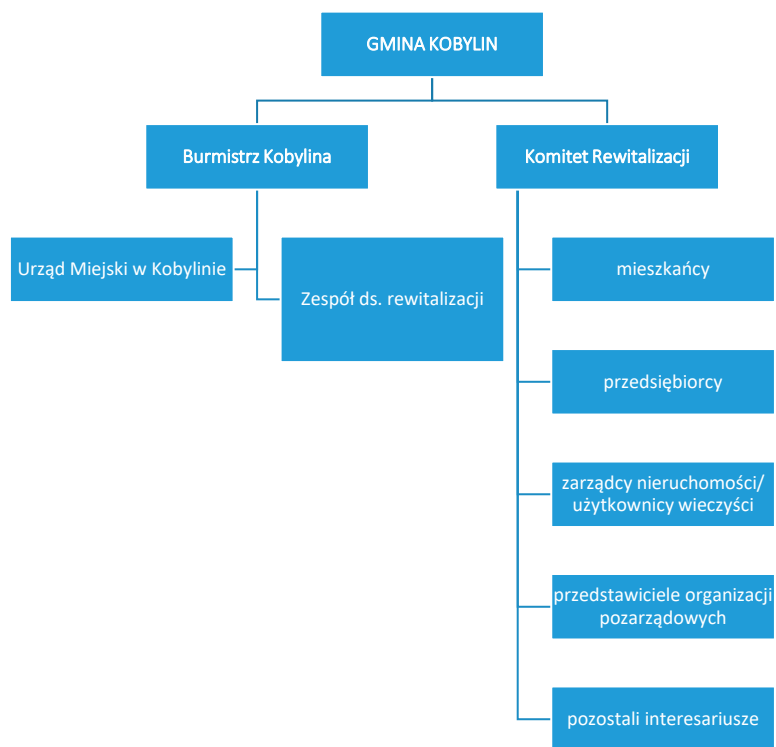 GMINA KOBYLIN
Burmistrz Kobylina
Komitet Rewitalizacji
Urząd Miejski w Kobylinie
Zespół ds. rewitalizacji
mieszkańcy
przedsiębiorcy
zarządcy nieruchomości/
użytkownicy wieczyści
przedstawiciele organizacji
pozarządowych
pozostali interesariusze